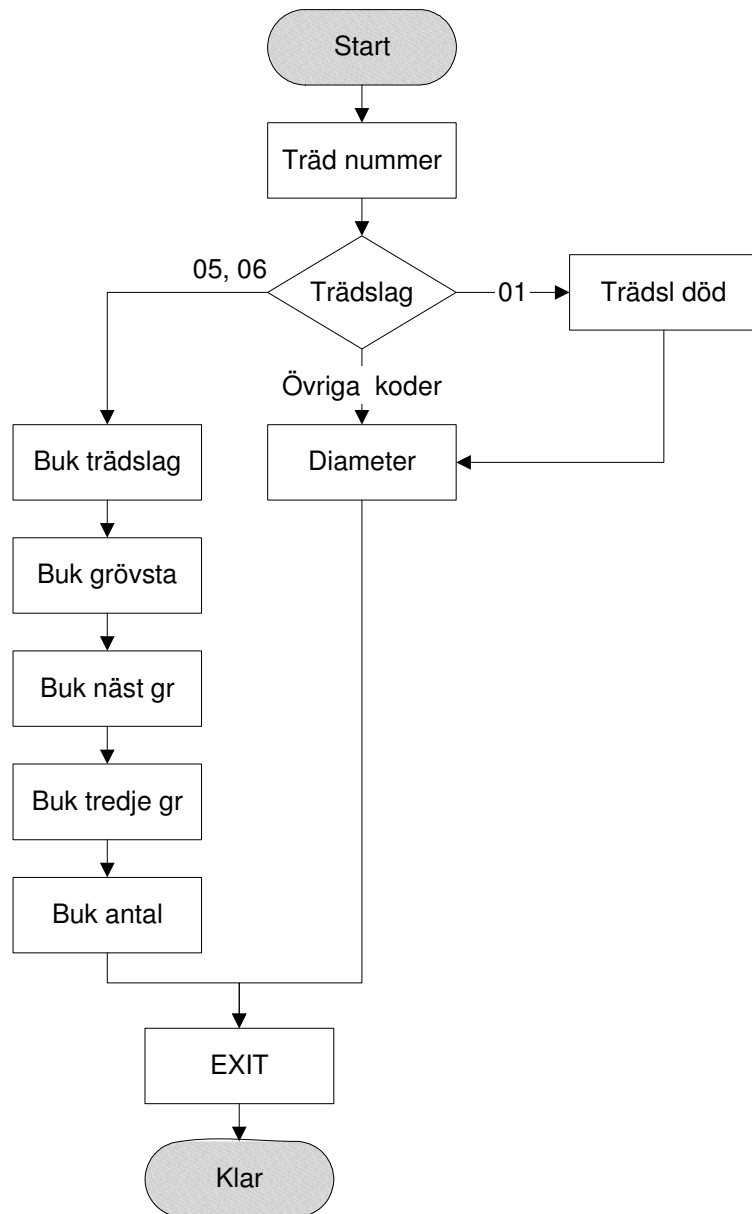 Start
Träd nummer
05, 06
Trädslag
01
Trädsl död
Övriga koder
Buk trädslag
Diameter
Buk grövsta
Buk näst gr
Buk tredje gr
Buk antal
EXIT
Klar